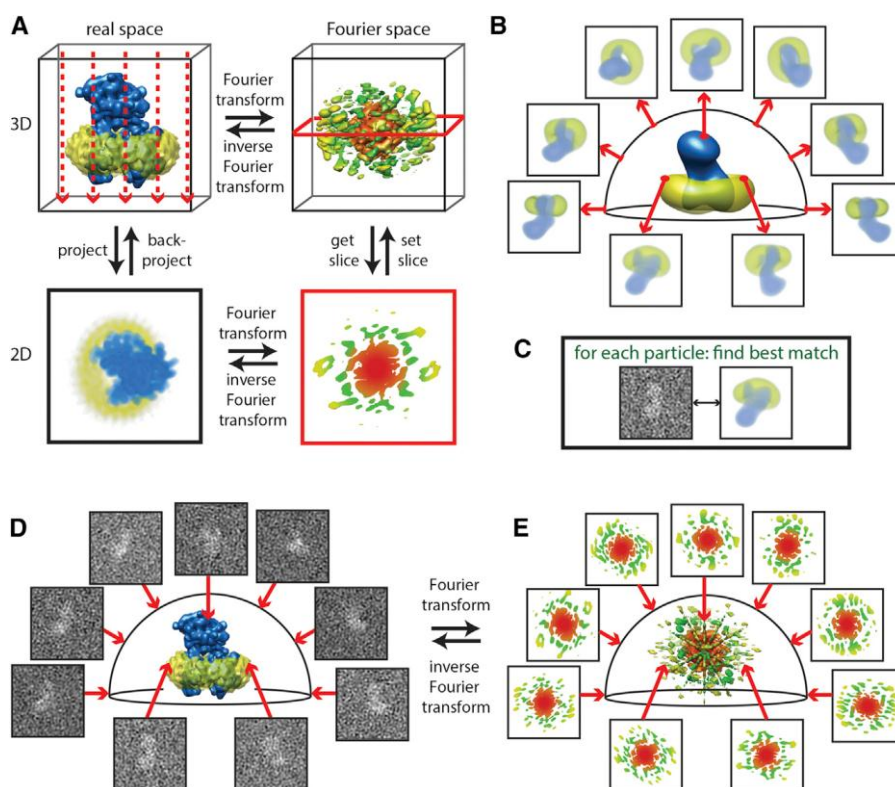 A
real space
Fourier space
3D
Fourier
transform
inverse
Fourier
transform
project
back-
project
get
slice
set
slice
2D
Fourier
transform
inverse
Fourier
transform
B
C
for each particle: find best match
D
Fourier
transform
inverse
Fourier
transform
E